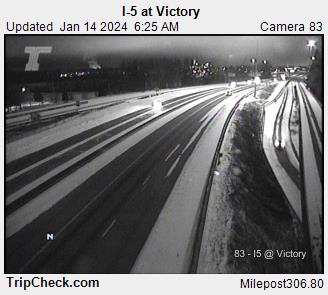 I-5 at Victory
Updated  Jan 14 2024  6:25 AM
Camera 83
T
N
83 - I5 @ Victory
TripCheck.com
Milepost306.80